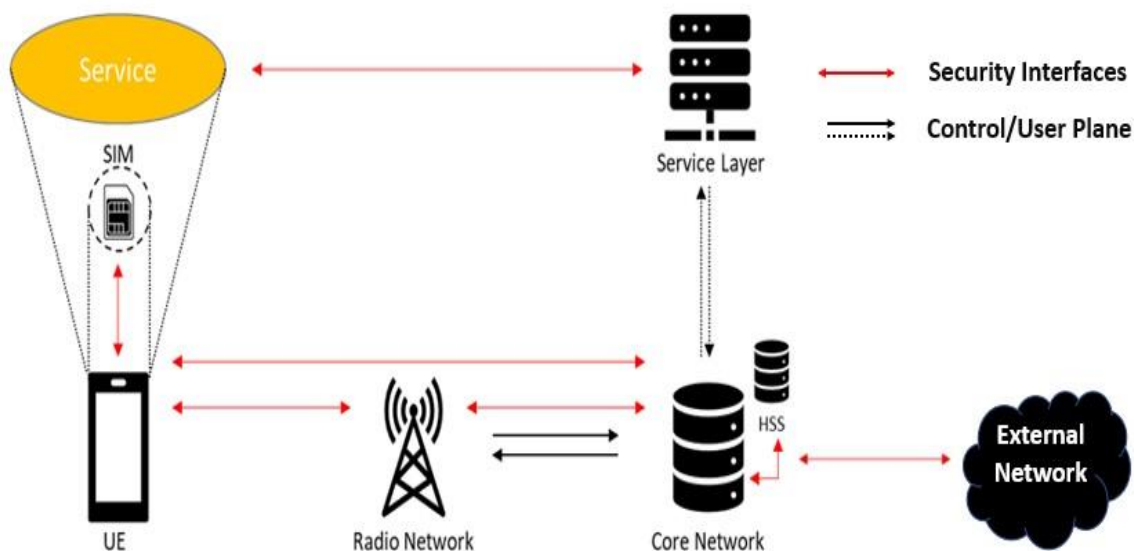 Service
SIM
Service Layer
Security Interfaces
Control/User Plane
HSS
External
Network
UE
Radio Network
Core Network